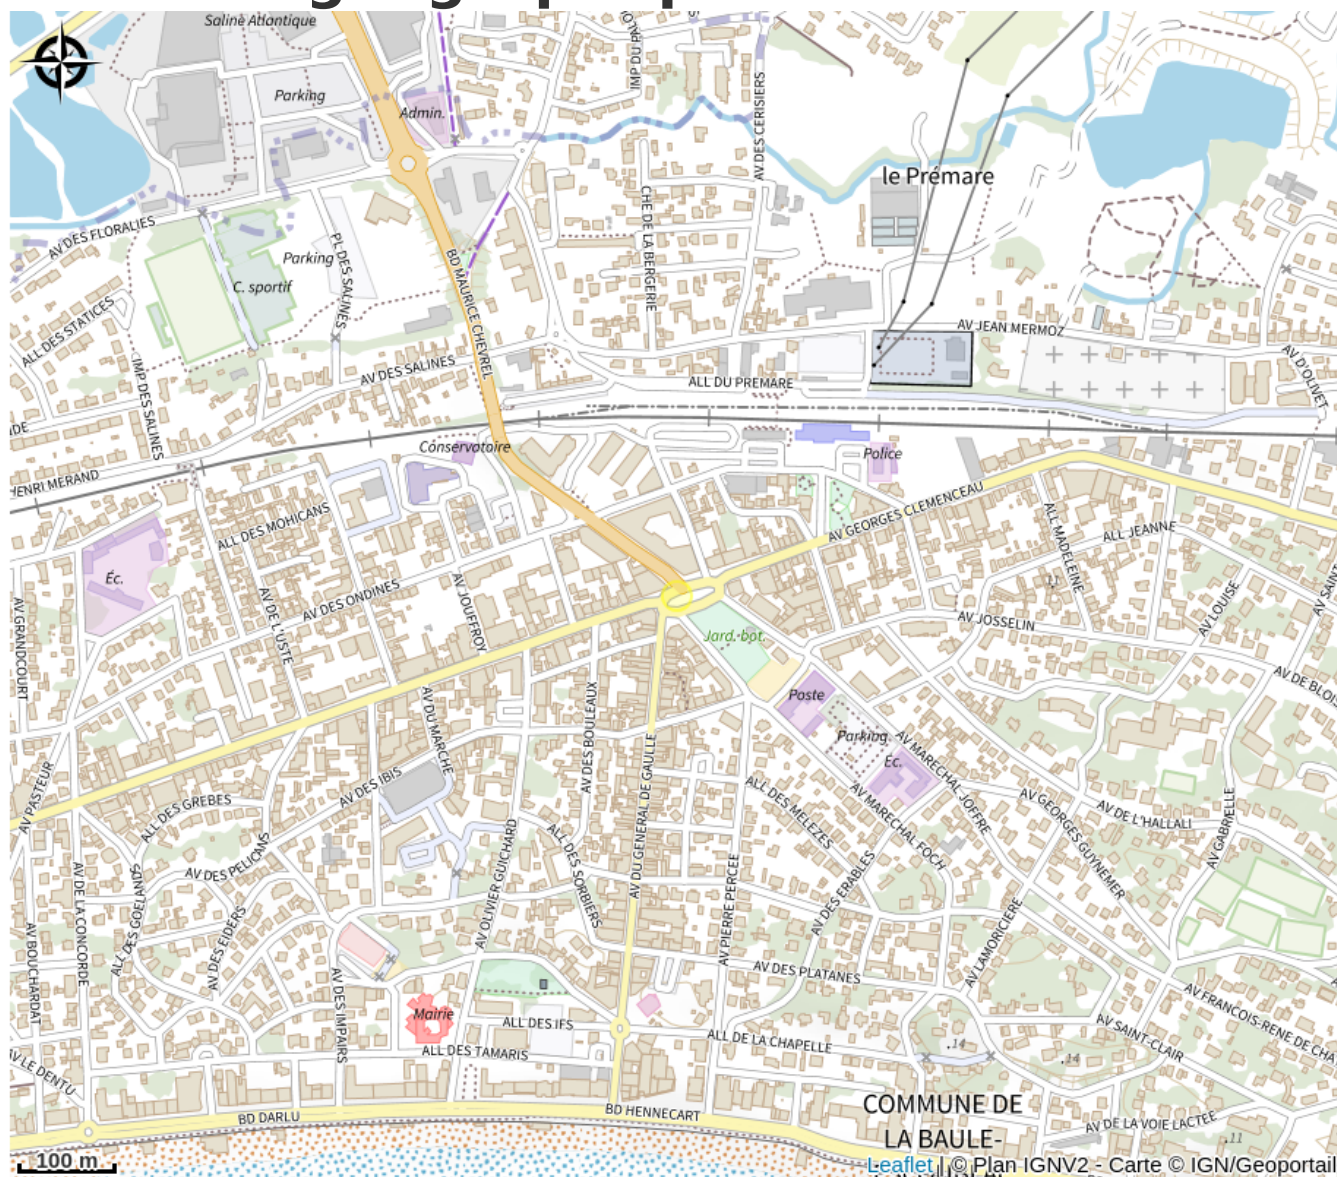 Saline Atlantique
Parking
Admin.
IMP DU PALO
AV DES CERISIERS
le Prémare
AV DES FLORALIES
CHE DE LA BERGERIE
Parking
PL DES SALINES
C. sportif
BD MAURICE CHEVREL
ALL DES STATICES
AV JEAN MERMOZ
AV D'OLIVET
IMP DES SALINES
AV DES SALINES
ALL DU PREMARE
NDE
Conservatoire
Police
HENRI MERAND
AV GEORGES CLEMENCEAU
ALL DES MOHICANS
ALL MADELEINE
ALL JEANNE
Éc.
11
AV GRANDCOURT
AV DE L'USTE
AV DES ONDINES
AV JOUFFROY
AV LOUISE
AV SAINT
Jard. bot.
AV JOSSELIN
AV DE BLOIS
AV DU MARCHE
AV DES BOULEAUX
Poste
Parking
AV MARECHAL JOFFRE
Éc.
AV PASTEUR
AV DES IBIS
AV DU GENERAL DE GAULLE
ALL DES MELEZES
AV MARECHAL FOCH
AV GEORGES GUYNEMER
AV DE L'HALLALI
AV GABRIELLE
ALL DES GREBES
AV DES PELICANS
AV OLIVIER GUICHARD
ALL DES SORBIERS
AV PIERRE PERCEE
AV DES ERABLES
AV DE LA CONCORDE
ALL DES GOELANDS
AV DES EIDERS
AV LAMORICIERE
AV BOUCHARDAT
AV DES IMPAIRS
AV DES PLATANES
AV FRANCOIS-RENE DE CHA
Mairie
ALL DES IFS
ALL DE LA CHAPELLE
AV SAINT-CLAIR
14
14
AV LE DENTU
ALL DES TAMARIS
BD DARLU
BD HENNECART
COMMUNE DE
LA BAULE-
AV DE LA VOIE LACTEE
11
100 m
Leaflet | © Plan IGNV2 - Carte © IGN/Geoportail